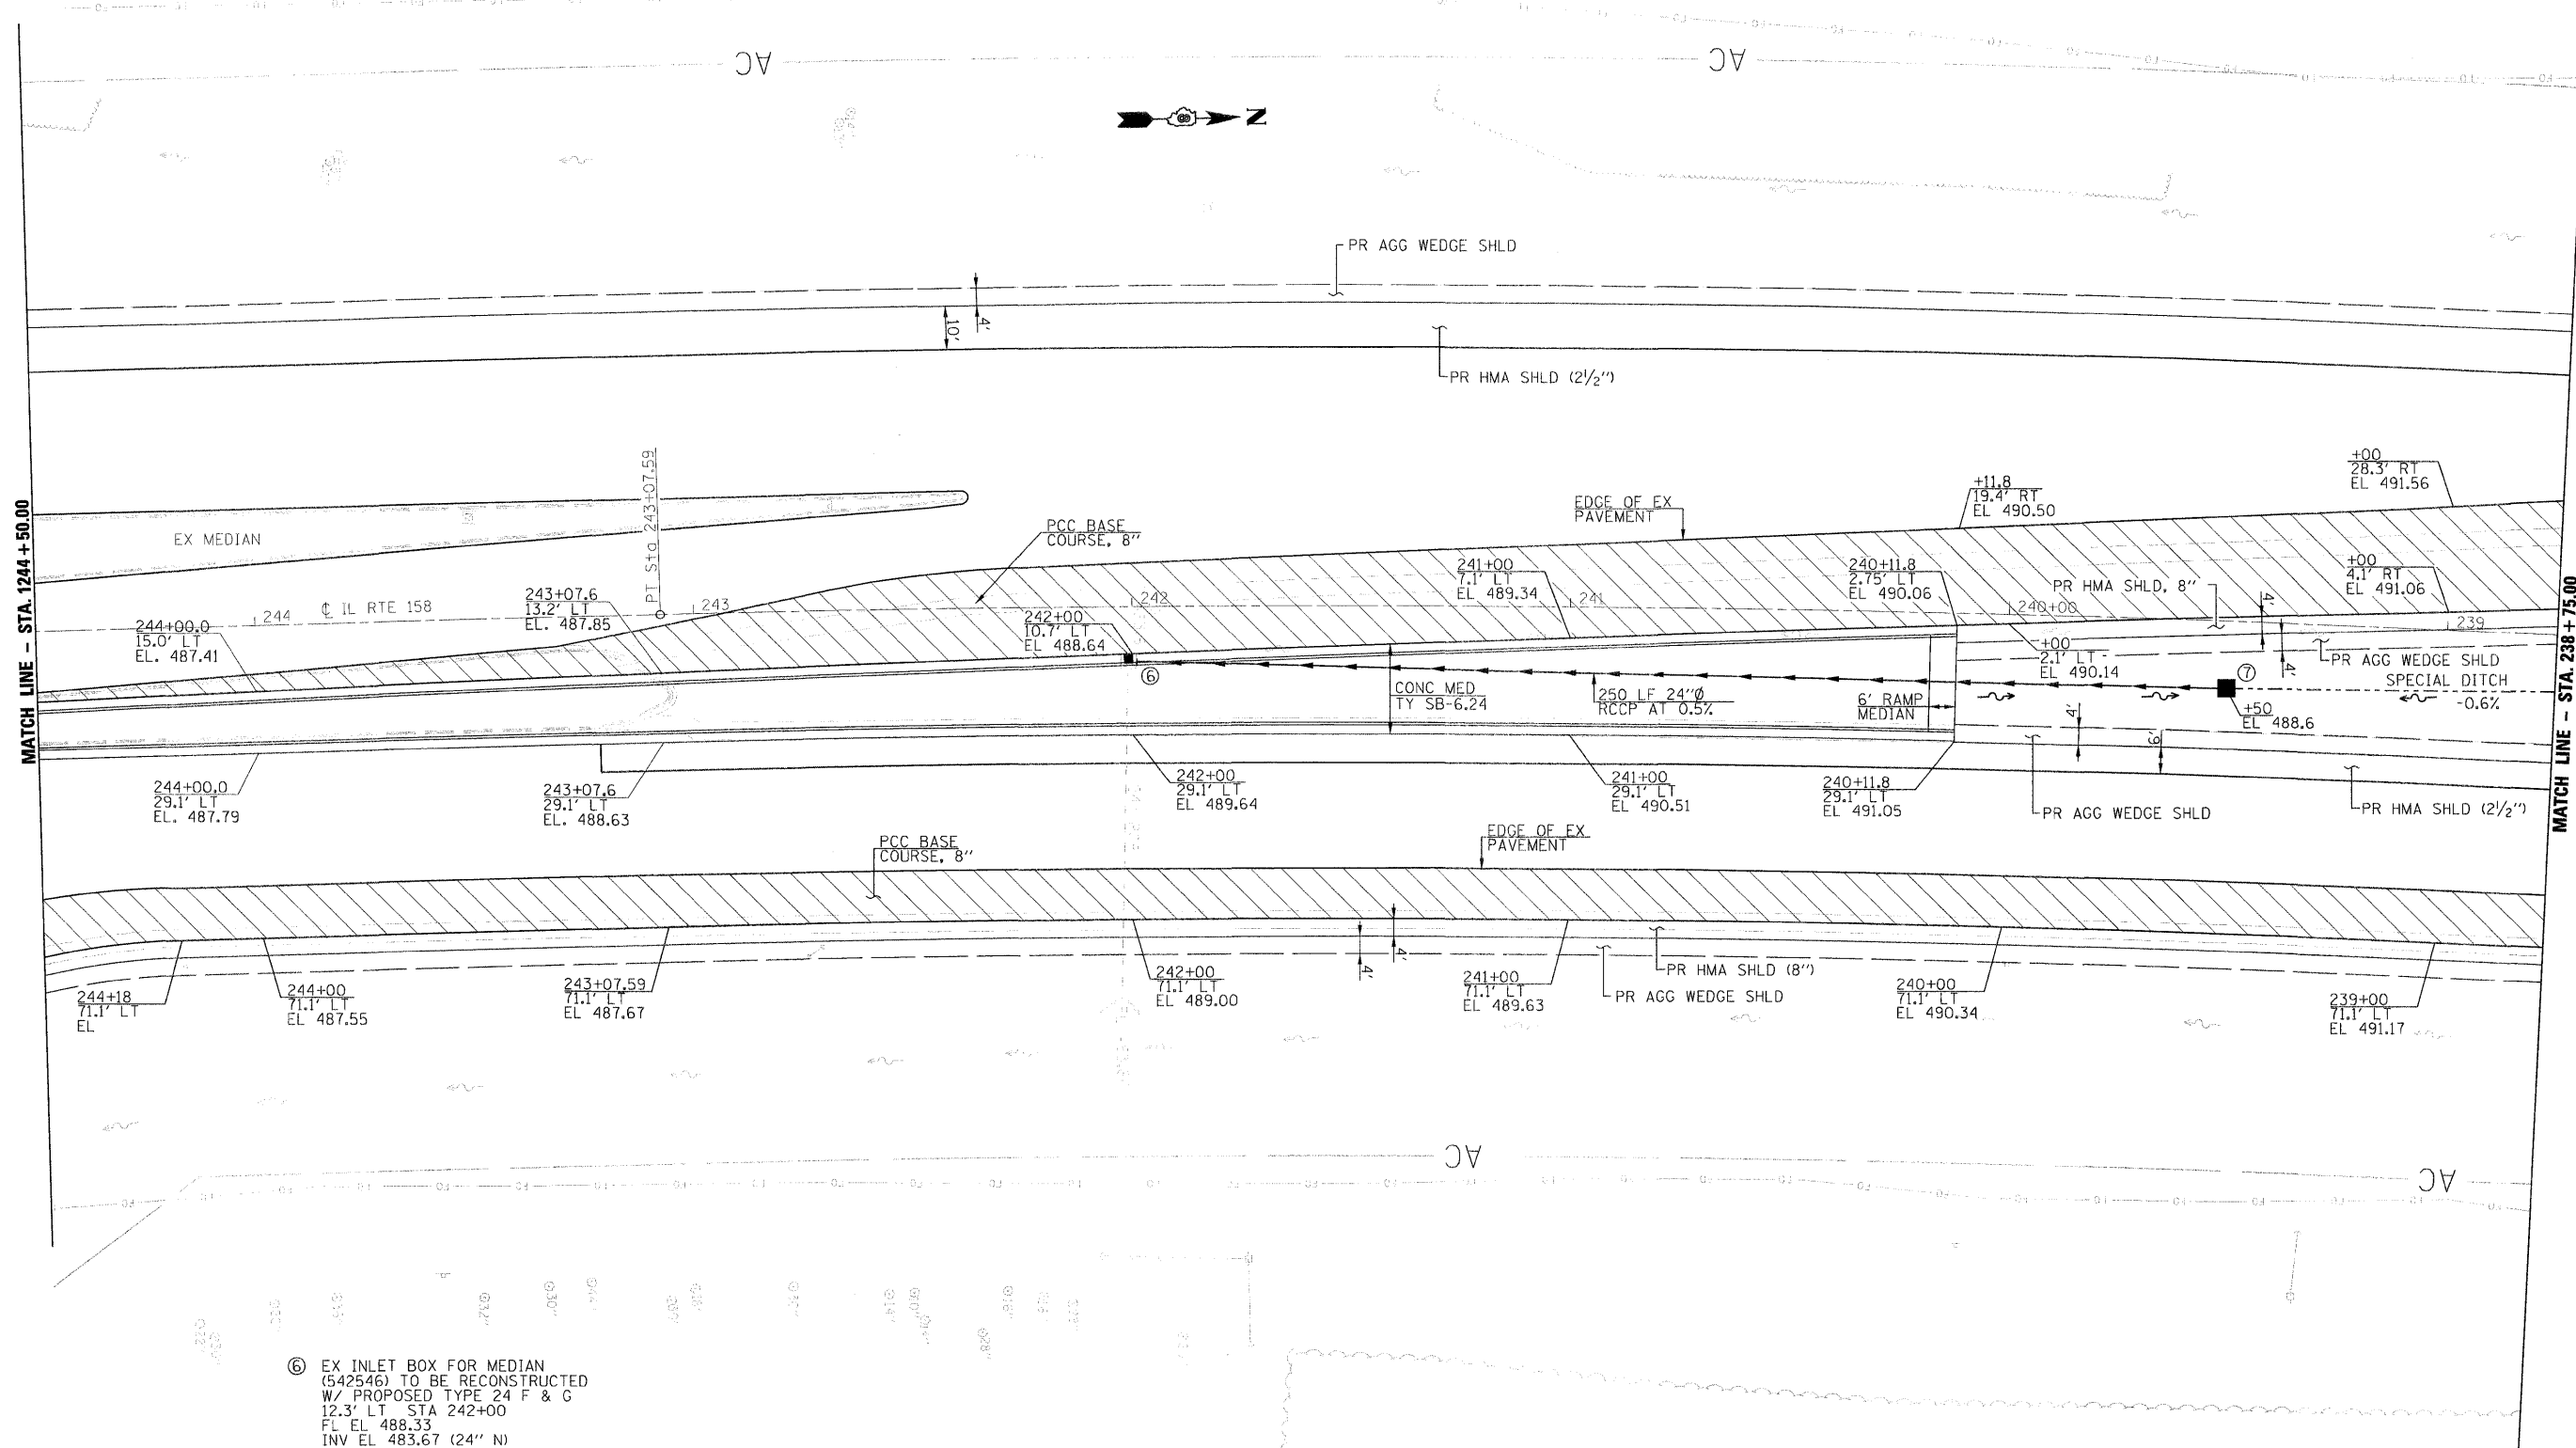 AC
AC
N
PR AGG WEDGE SHLD
4'
10'
PR HMA SHLD (2 1/2")
MATCH LINE - STA. 1244+50.00
MATCH LINE - STA. 238+75.00
EX MEDIAN
PT Sta 243+07.59
PCC BASE
COURSE, 8"
EDGE OF EX
PAVEMENT
+11.8
19.4' RT
EL 490.50
+00
28.3' RT
EL 491.56
244
℄ IL RTE 158
243
242
241
240+00
239
244+00.0
15.0' LT
EL. 487.41
243+07.6
13.2' LT
EL. 487.85
242+00
10.7' LT
EL 488.64
241+00
7.1' LT
EL 489.34
240+11.8
2.75' LT
EL 490.06
PR HMA SHLD, 8"
+00
4.1' RT
EL 491.06
4'
4'
+00
2.1' LT
EL 490.14
PR AGG WEDGE SHLD
SPECIAL DITCH
-0.6%
6
7
CONC MED
TY SB-6.24
250 LF 24"Ø
RCCP AT 0.5%
6' RAMP
MEDIAN
+50
EL 488.6
4'
6'
244+00.0
29.1' LT
EL. 487.79
243+07.6
29.1' LT
EL. 488.63
242+00
29.1' LT
EL 489.64
241+00
29.1' LT
EL 490.51
240+11.8
29.1' LT
EL 491.05
PR AGG WEDGE SHLD
PR HMA SHLD (2 1/2")
PCC BASE
COURSE, 8"
EDGE OF EX
PAVEMENT
4'
4'
PR HMA SHLD (8")
PR AGG WEDGE SHLD
244+18
71.1' LT
EL
244+00
71.1' LT
EL 487.55
243+07.59
71.1' LT
EL 487.67
242+00
71.1' LT
EL 489.00
241+00
71.1' LT
EL 489.63
240+00
71.1' LT
EL 490.34
239+00
71.1' LT
EL 491.17
AC
AC
6 EX INLET BOX FOR MEDIAN
(542546) TO BE RECONSTRUCTED
W/ PROPOSED TYPE 24 F & G
12.3' LT STA 242+00
FL EL 488.33
INV EL 483.67 (24" N)